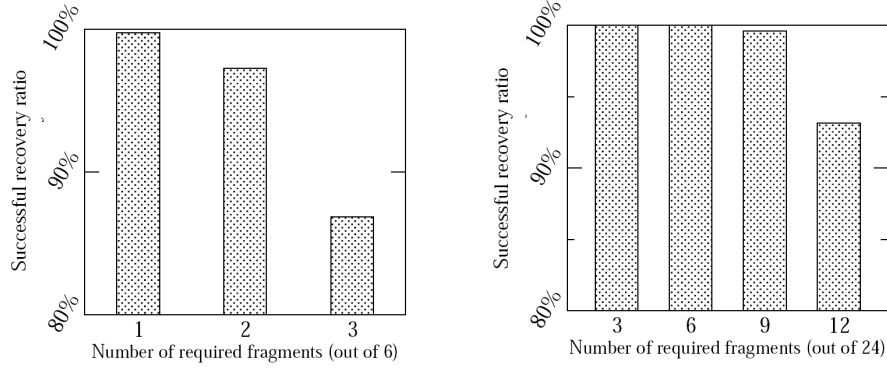 100%
90%
80%
Successful recovery ratio
1 2 3
Number of required fragments (out of 6)
100%
90%
80%
Successful recovery ratio
3 6 9 12
Number of required fragments (out of 24)